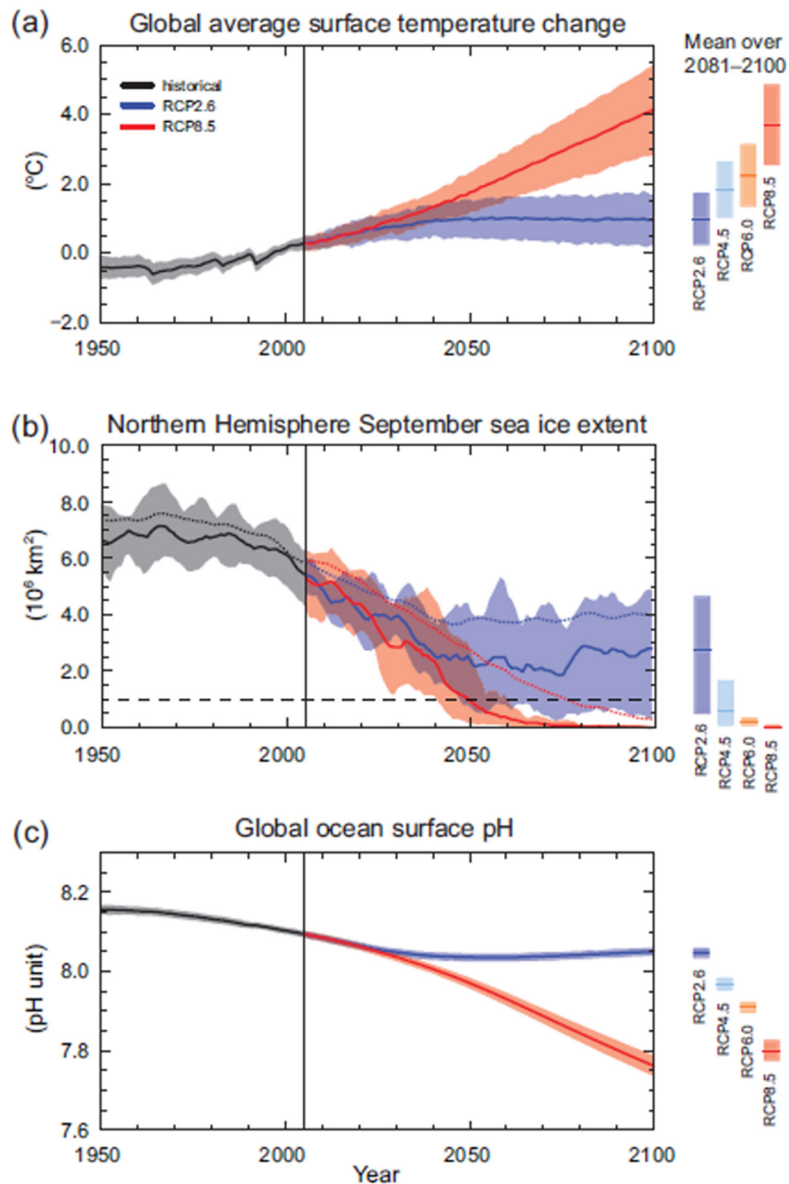 (a) Global average surface temperature change
Mean over
2081–2100
6.0
4.0
2.0
0.0
−2.0
(°C)
historical
RCP2.6
RCP8.5
1950 2000 2050 2100
RCP2.6
RCP4.5
RCP6.0
RCP8.5
(b) Northern Hemisphere September sea ice extent
10.0
8.0
6.0
4.0
2.0
0.0
(10⁶ km²)
1950 2000 2050 2100
RCP2.6
RCP4.5
RCP6.0
RCP8.5
(c) Global ocean surface pH
8.2
8.0
7.8
7.6
(pH unit)
1950 2000 2050 2100
Year
RCP2.6
RCP4.5
RCP6.0
RCP8.5